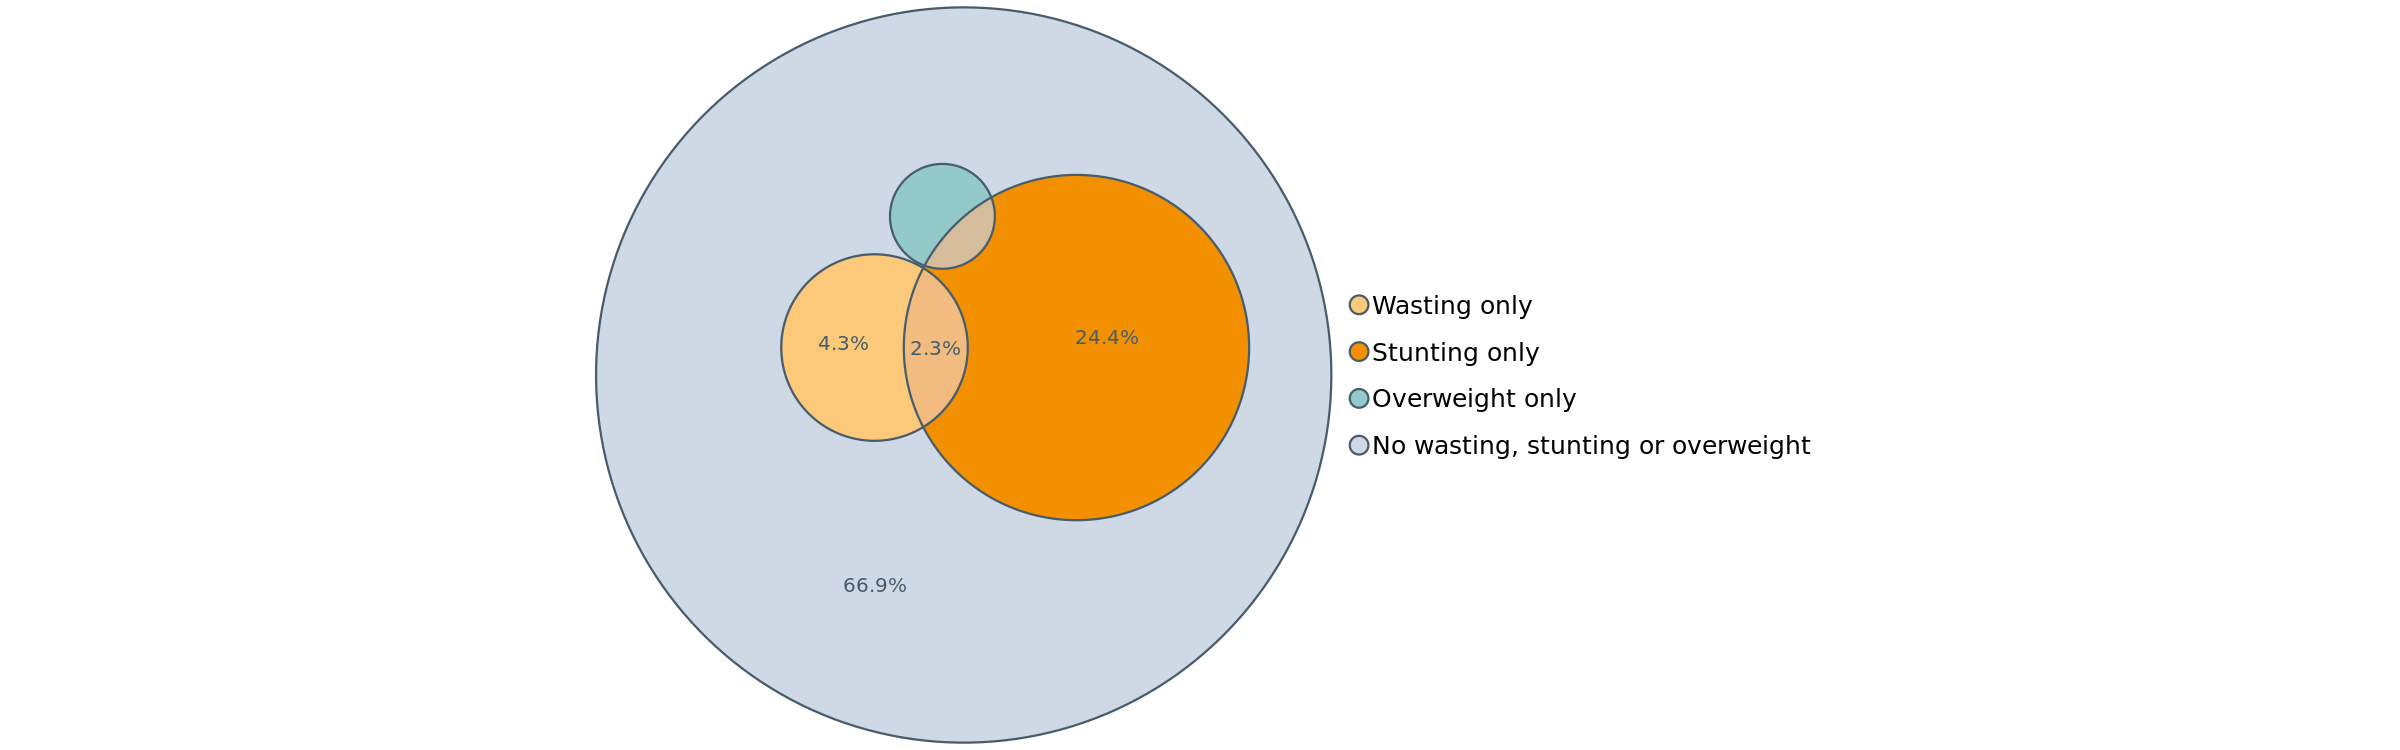 4.3%
2.3%
24.4%
66.9%
Wasting only
Stunting only
Overweight only
No wasting, stunting or overweight